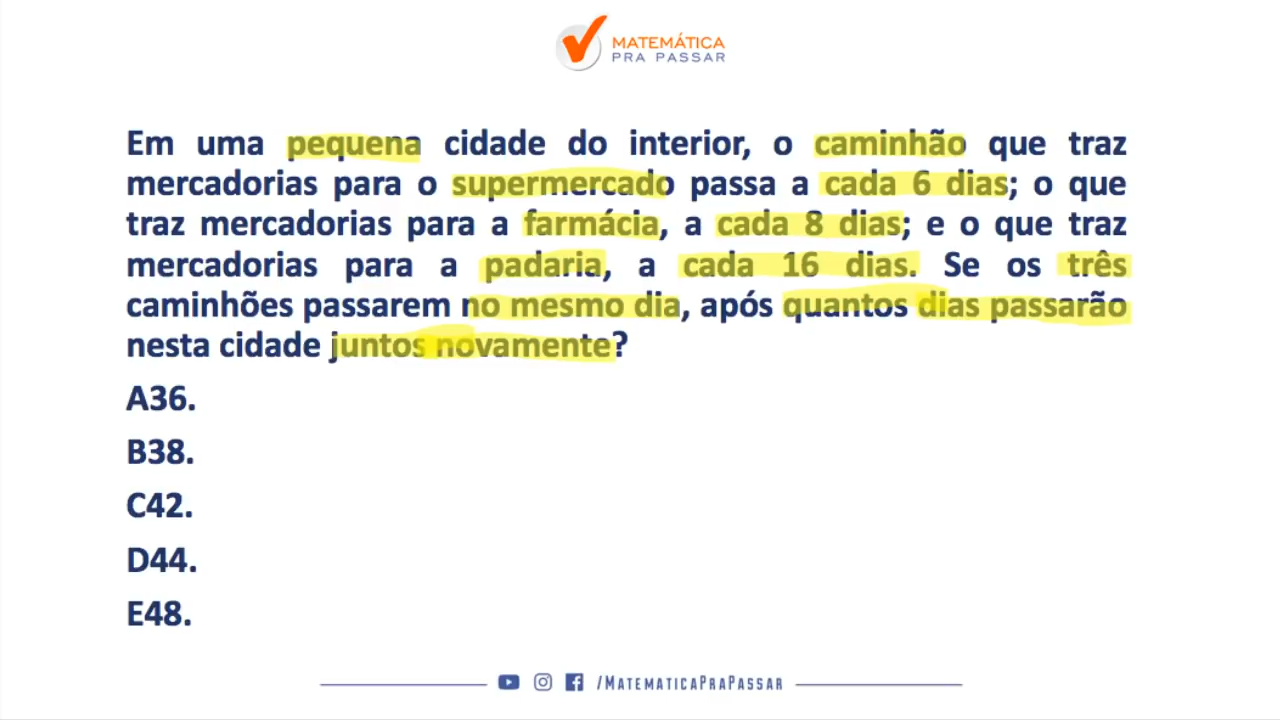 MATEMÁTICA
PRA PASSAR
Em uma pequena cidade do interior, o caminhão que traz
mercadorias para o supermercado passa a cada 6 dias; o que
traz mercadorias para a farmácia, a cada 8 dias; e o que traz
mercadorias para a padaria, a cada 16 dias. Se os três
caminhões passarem no mesmo dia, após quantos dias passarão
nesta cidade juntos novamente?
A36.
B38.
C42.
D44.
E48.
/MATEMATICAPRAPASSAR